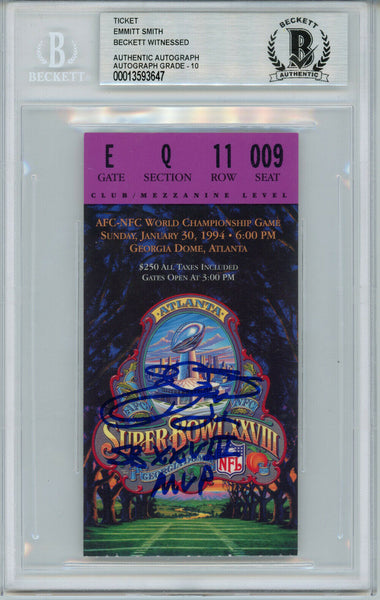 TICKET
EMMITT SMITH
BECKETT WITNESSED
AUTHENTIC AUTOGRAPH
AUTOGRAPH GRADE - 10
00013593647
BECKETT
BECKETT
AUTHENTIC
E Q 11 009
GATE SECTION ROW SEAT
CLUB/MEZZANINE LEVEL
AFC-NFC WORLD CHAMPIONSHIP GAME
SUNDAY, JANUARY 30, 1994 • 6:00 PM
GEORGIA DOME, ATLANTA
$250 ALL TAXES INCLUDED
GATES OPEN AT 3:00 PM
ATLANTA
AFC
SUPER BOWL XXVIII
SB XXVIII
NFL
MVP